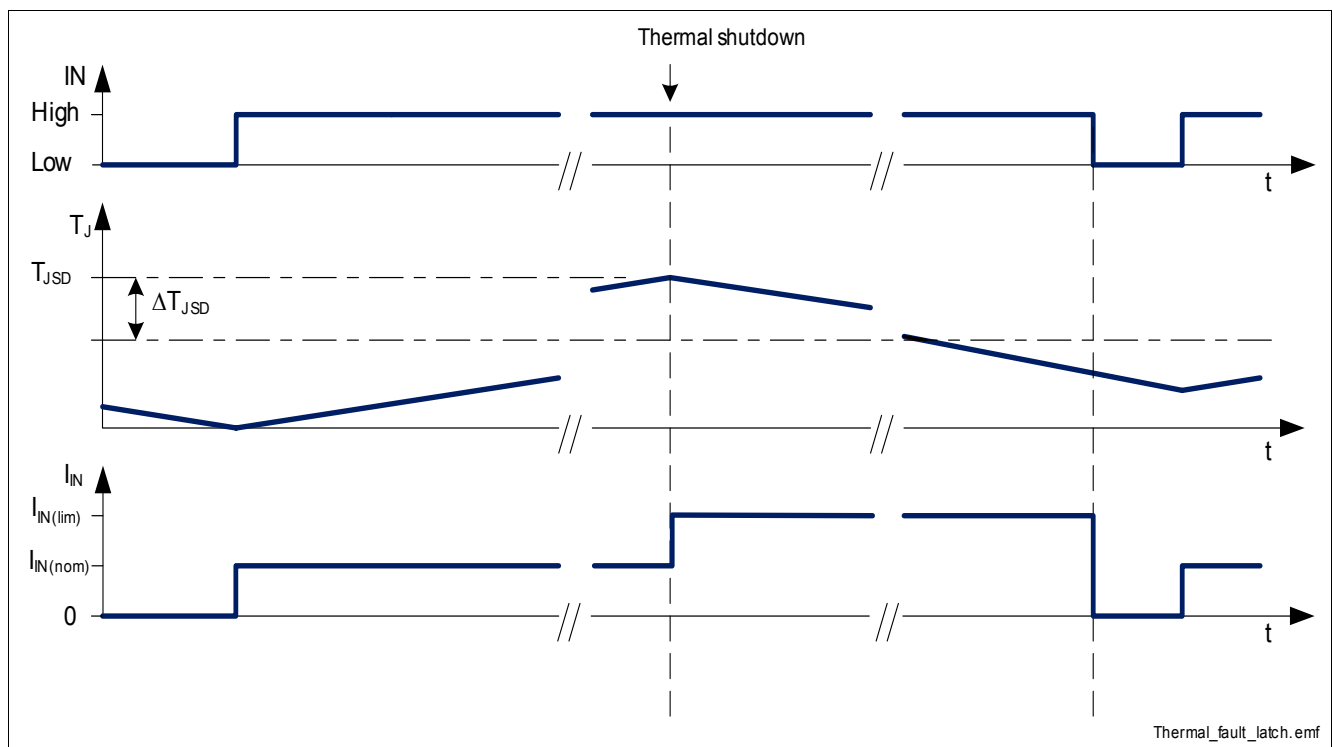 Thermal shutdown
IN
High
Low
//
//
t
TJ
TJSD
ΔTJSD
//
//
t
IIN
IIN(lim)
IIN(nom)
0
//
//
t
Thermal_fault_latch.emf